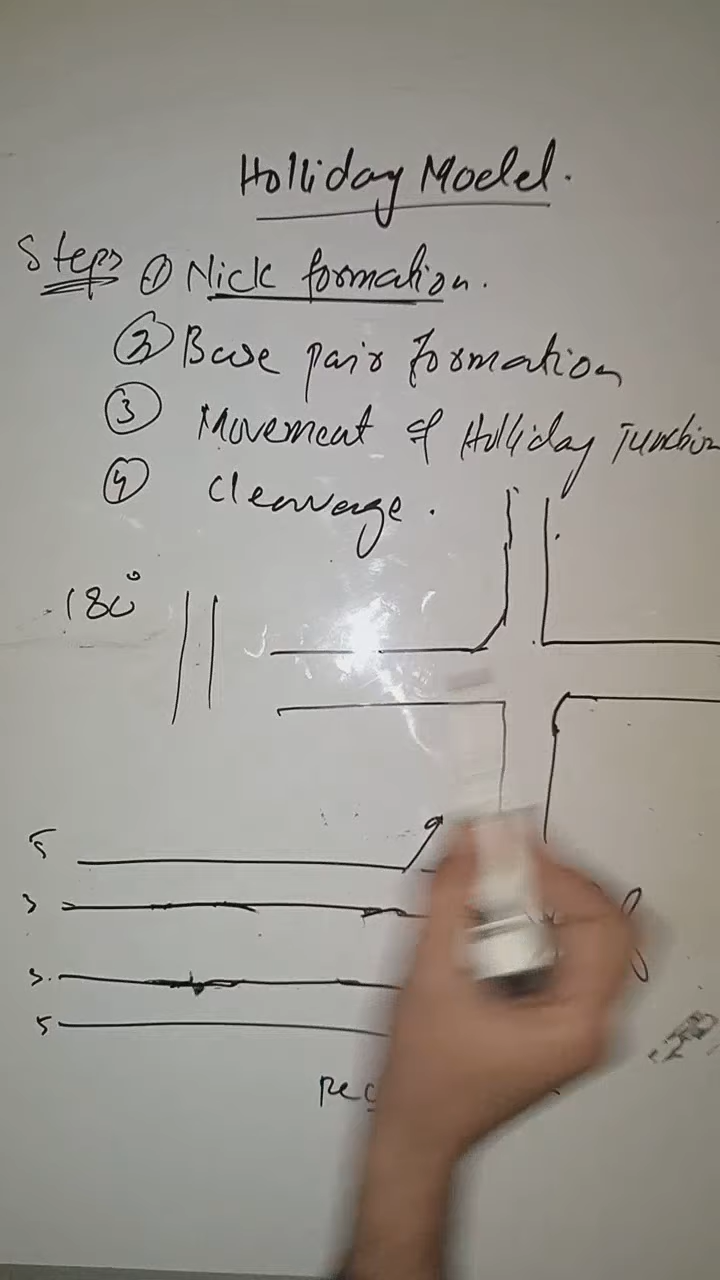 Holliday Model.
Steps ① Nick formation.
② Base pair formation
③ Movement of Holliday Junction
④ Cleavage.
180°
5
3
3.
5
Rec